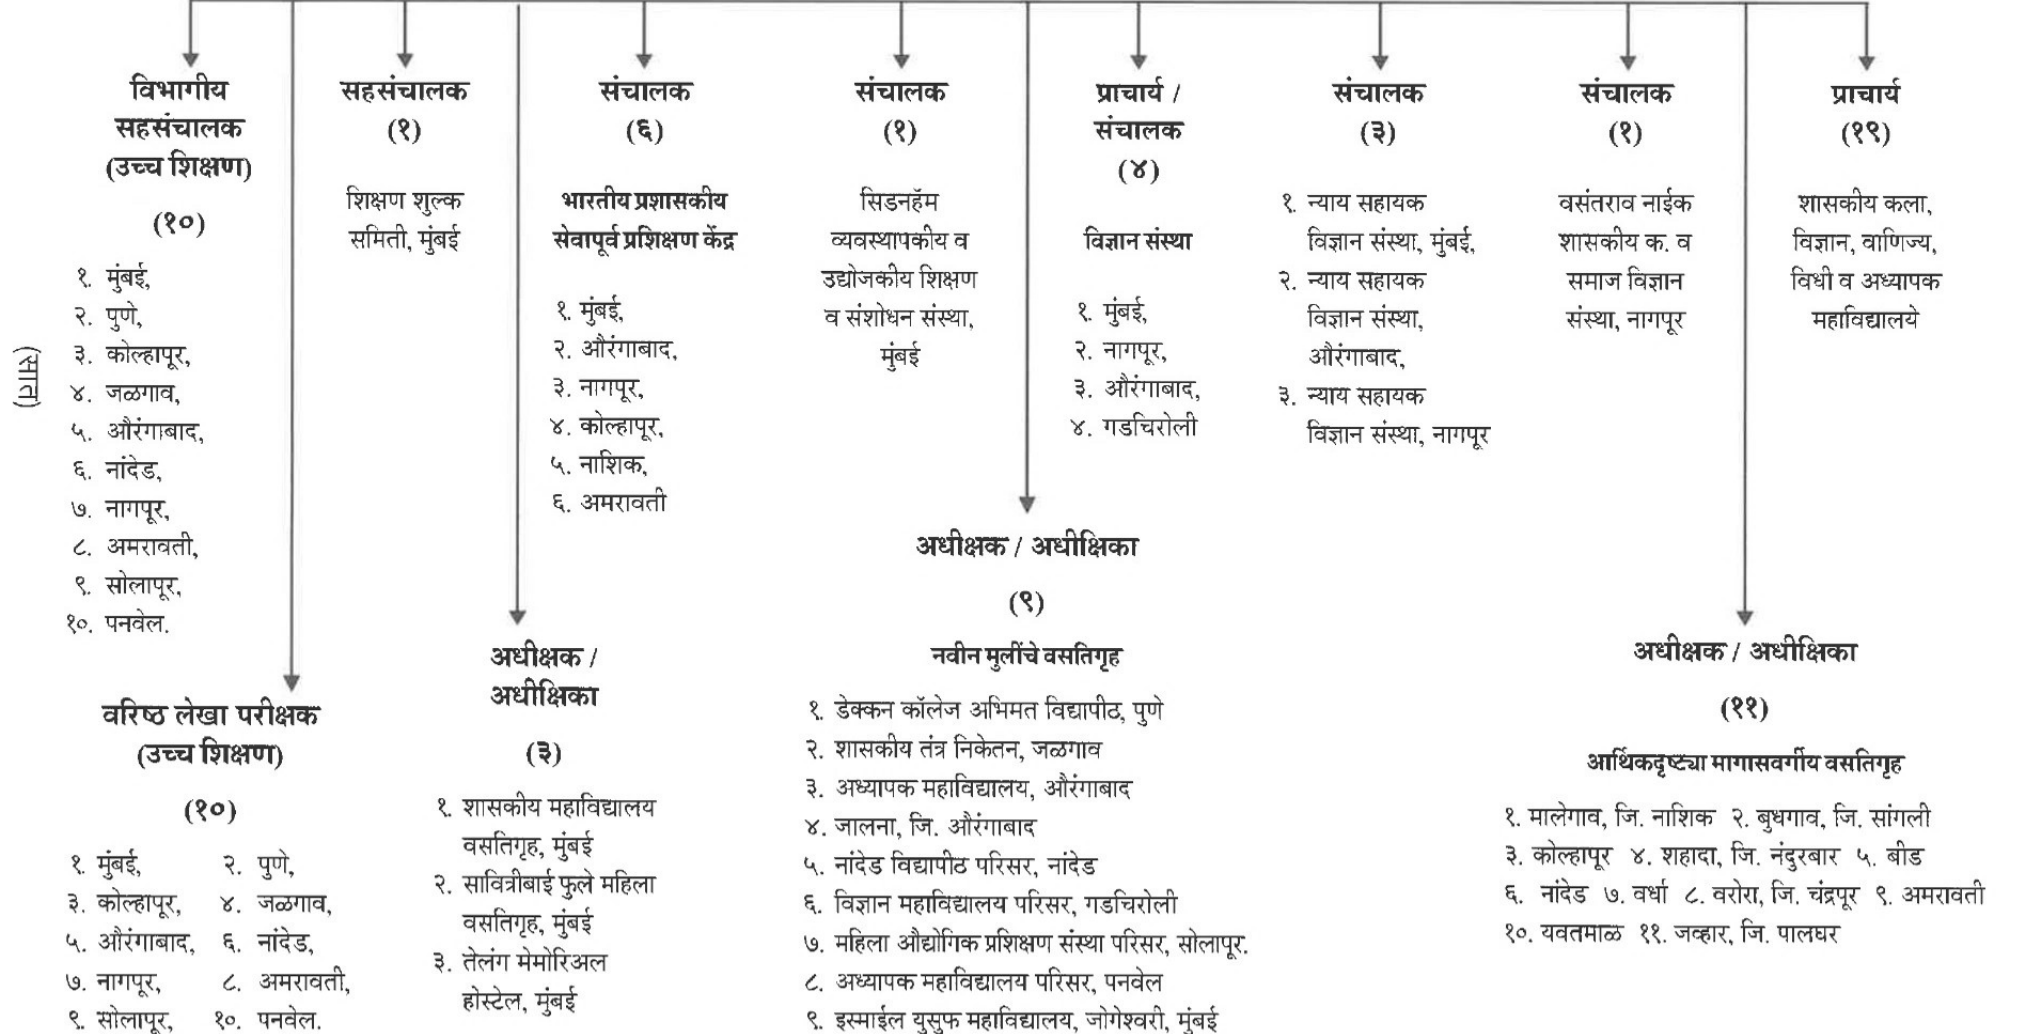 विभागीय
सहसंचालक
(उच्च शिक्षण)
(१०)
१. मुंबई,
२. पुणे,
३. कोल्हापूर,
४. जळगाव,
५. औरंगाबाद,
६. नांदेड,
७. नागपूर,
८. अमरावती,
९. सोलापूर,
१०. पनवेल.
(सात)
वरिष्ठ लेखा परीक्षक
(उच्च शिक्षण)
(१०)
१. मुंबई, २. पुणे,
३. कोल्हापूर, ४. जळगाव,
५. औरंगाबाद, ६. नांदेड,
७. नागपूर, ८. अमरावती,
९. सोलापूर, १०. पनवेल.
सहसंचालक
(१)
शिक्षण शुल्क
समिती, मुंबई
अधीक्षक /
अधीक्षिका
(३)
१. शासकीय महाविद्यालय
वसतिगृह, मुंबई
२. सावित्रीबाई फुले महिला
वसतिगृह, मुंबई
३. तेलंग मेमोरिअल
होस्टेल, मुंबई
संचालक
(६)
भारतीय प्रशासकीय
सेवापूर्व प्रशिक्षण केंद्र
१. मुंबई,
२. औरंगाबाद,
३. नागपूर,
४. कोल्हापूर,
५. नाशिक,
६. अमरावती
संचालक
(१)
सिडनहॅम
व्यवस्थापकीय व
उद्योजकीय शिक्षण
व संशोधन संस्था,
मुंबई
अधीक्षक / अधीक्षिका
(९)
नवीन मुलींचे वसतिगृह
१. डेक्कन कॉलेज अभिमत विद्यापीठ, पुणे
२. शासकीय तंत्र निकेतन, जळगाव
३. अध्यापक महाविद्यालय, औरंगाबाद
४. जालना, जि. औरंगाबाद
५. नांदेड विद्यापीठ परिसर, नांदेड
६. विज्ञान महाविद्यालय परिसर, गडचिरोली
७. महिला औद्योगिक प्रशिक्षण संस्था परिसर, सोलापूर.
८. अध्यापक महाविद्यालय परिसर, पनवेल
९. इस्माईल युसुफ महाविद्यालय, जोगेश्वरी, मुंबई
प्राचार्य /
संचालक
(४)
विज्ञान संस्था
१. मुंबई,
२. नागपूर,
३. औरंगाबाद,
४. गडचिरोली
संचालक
(३)
१. न्याय सहायक
विज्ञान संस्था, मुंबई,
२. न्याय सहायक
विज्ञान संस्था,
औरंगाबाद,
३. न्याय सहायक
विज्ञान संस्था, नागपूर
संचालक
(१)
वसंतराव नाईक
शासकीय क. व
समाज विज्ञान
संस्था, नागपूर
प्राचार्य
(१९)
शासकीय कला,
विज्ञान, वाणिज्य,
विधी व अध्यापक
महाविद्यालये
अधीक्षक / अधीक्षिका
(११)
आर्थिकदृष्ट्या मागासवर्गीय वसतिगृह
१. मालेगाव, जि. नाशिक २. बुधगाव, जि. सांगली
३. कोल्हापूर ४. शहादा, जि. नंदुरबार ५. बीड
६. नांदेड ७. वर्धा ८. वरोरा, जि. चंद्रपूर ९. अमरावती
१०. यवतमाळ ११. जव्हार, जि. पालघर